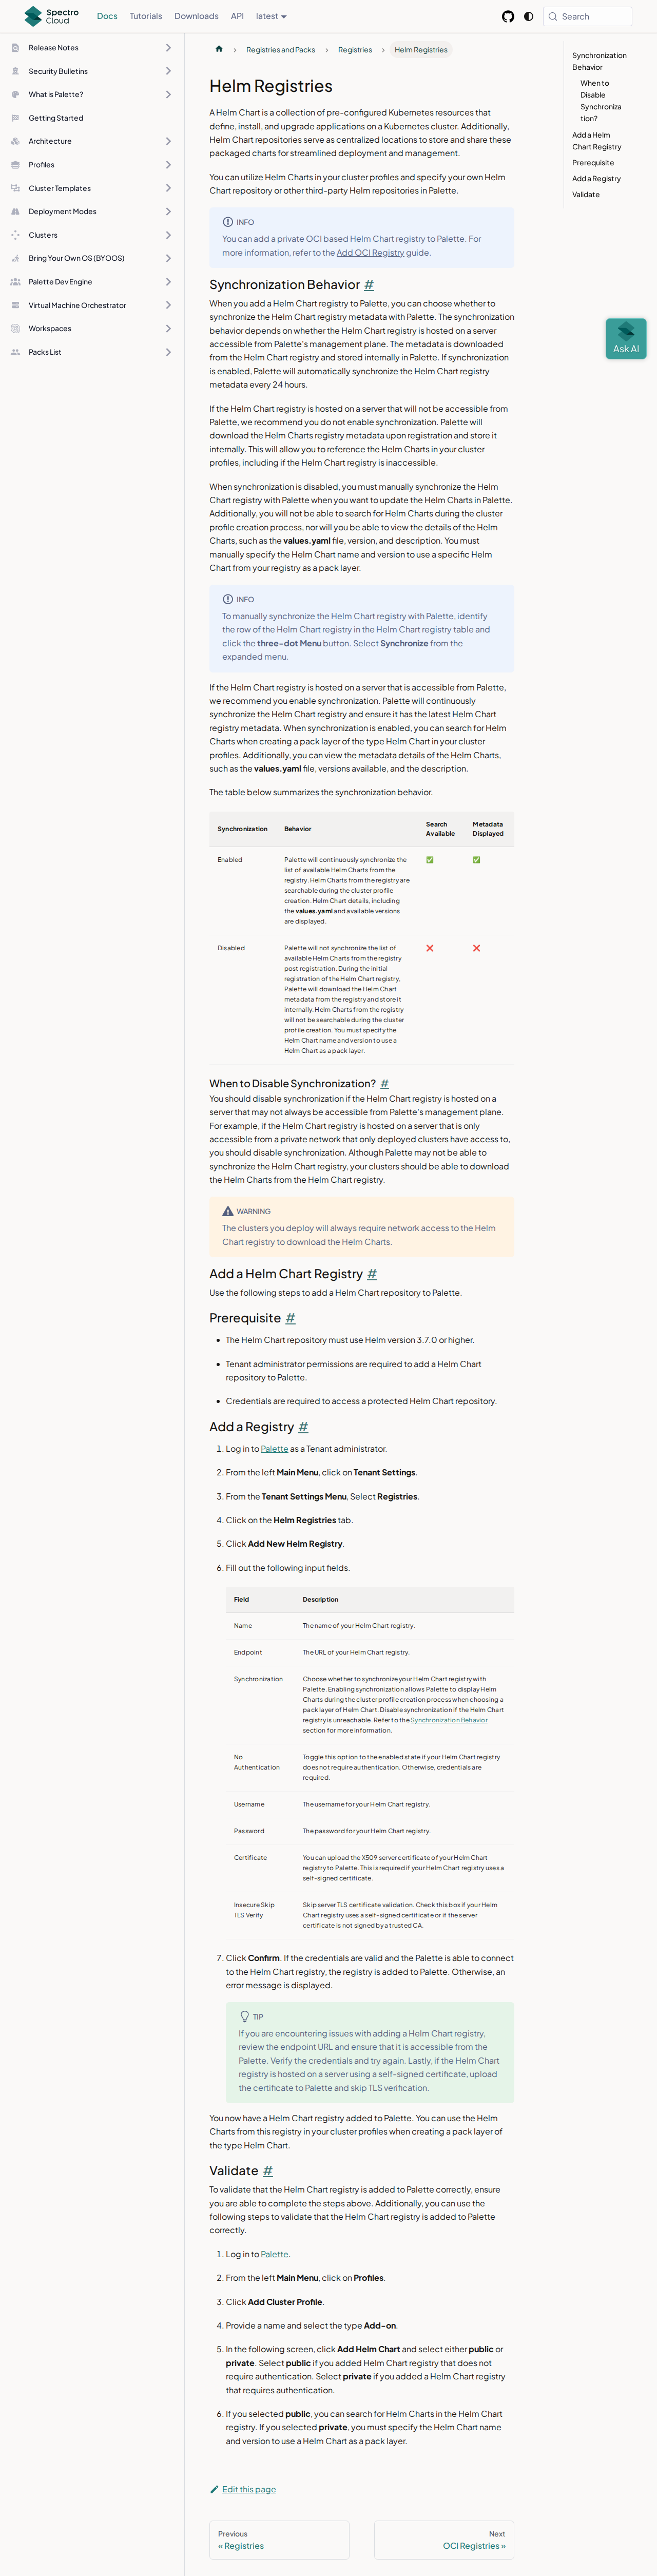 Spectro Cloud
Docs
Tutorials
Downloads
API
latest
Search
Release Notes
Security Bulletins
What is Palette?
Getting Started
Architecture
Profiles
Cluster Templates
Deployment Modes
Clusters
Bring Your Own OS (BYOOS)
Palette Dev Engine
Virtual Machine Orchestrator
Workspaces
Packs List
Registries and Packs
Registries
Helm Registries
Synchronization
Behavior
When to
Disable
Synchroniza
tion?
Add a Helm
Chart Registry
Prerequisite
Add a Registry
Validate
Ask AI
Helm Registries
A Helm Chart is a collection of pre-configured Kubernetes resources that
define, install, and upgrade applications on a Kubernetes cluster. Additionally,
Helm Chart repositories serve as centralized locations to store and share these
packaged charts for streamlined deployment and management.
You can utilize Helm Charts in your cluster profiles and specify your own Helm
Chart repository or other third-party Helm repositories in Palette.
INFO
You can add a private OCI based Helm Chart registry to Palette. For
more information, refer to the Add OCI Registry guide.
Synchronization Behavior #
When you add a Helm Chart registry to Palette, you can choose whether to
synchronize the Helm Chart registry metadata with Palette. The synchronization
behavior depends on whether the Helm Chart registry is hosted on a server
accessible from Palette's management plane. The metadata is downloaded
from the Helm Chart registry and stored internally in Palette. If synchronization
is enabled, Palette will automatically synchronize the Helm Chart registry
metadata every 24 hours.
If the Helm Chart registry is hosted on a server that will not be accessible from
Palette, we recommend you do not enable synchronization. Palette will
download the Helm Charts registry metadata upon registration and store it
internally. This will allow you to reference the Helm Charts in your cluster
profiles, including if the Helm Chart registry is inaccessible.
When synchronization is disabled, you must manually synchronize the Helm
Chart registry with Palette when you want to update the Helm Charts in Palette.
Additionally, you will not be able to search for Helm Charts during the cluster
profile creation process, nor will you be able to view the details of the Helm
Charts, such as the values.yaml file, version, and description. You must
manually specify the Helm Chart name and version to use a specific Helm
Chart from your registry as a pack layer.
INFO
To manually synchronize the Helm Chart registry with Palette, identify
the row of the Helm Chart registry in the Helm Chart registry table and
click the three-dot Menu button. Select Synchronize from the
expanded menu.
If the Helm Chart registry is hosted on a server that is accessible from Palette,
we recommend you enable synchronization. Palette will continuously
synchronize the Helm Chart registry and ensure it has the latest Helm Chart
registry metadata. When synchronization is enabled, you can search for Helm
Charts when creating a pack layer of the type Helm Chart in your cluster
profiles. Additionally, you can view the metadata details of the Helm Charts,
such as the values.yaml file, versions available, and the description.
The table below summarizes the synchronization behavior.
Synchronization Behavior Search Available Metadata Displayed
Enabled Palette will continuously synchronize the ✅ ✅
list of available Helm Charts from the
registry. Helm Charts from the registry are
searchable during the cluster profile
creation. Helm Chart details, including
the values.yaml and available versions
are displayed.
Disabled Palette will not synchronize the list of ❌ ❌
available Helm Charts from the registry
post registration. During the initial
registration of the Helm Chart registry,
Palette will download the Helm Chart
metadata from the registry and store it
internally. Helm Charts from the registry
will not be searchable during the cluster
profile creation. You must specify the
Helm Chart name and version to use a
Helm Chart as a pack layer.
When to Disable Synchronization? #
You should disable synchronization if the Helm Chart registry is hosted on a
server that may not always be accessible from Palette's management plane.
For example, if the Helm Chart registry is hosted on a server that is only
accessible from a private network that only deployed clusters have access to,
you should disable synchronization. Although Palette may not be able to
synchronize the Helm Chart registry, your clusters should be able to download
the Helm Charts from the Helm Chart registry.
WARNING
The clusters you deploy will always require network access to the Helm
Chart registry to download the Helm Charts.
Add a Helm Chart Registry #
Use the following steps to add a Helm Chart repository to Palette.
Prerequisite #
• The Helm Chart repository must use Helm version 3.7.0 or higher.
• Tenant administrator permissions are required to add a Helm Chart
repository to Palette.
• Credentials are required to access a protected Helm Chart repository.
Add a Registry #
1. Log in to Palette as a Tenant administrator.
2. From the left Main Menu, click on Tenant Settings.
3. From the Tenant Settings Menu, Select Registries.
4. Click on the Helm Registries tab.
5. Click Add New Helm Registry.
6. Fill out the following input fields.
Field Description
Name The name of your Helm Chart registry.
Endpoint The URL of your Helm Chart registry.
Synchronization Choose whether to synchronize your Helm Chart registry with
Palette. Enabling synchronization allows Palette to display Helm
Charts during the cluster profile creation process when choosing a
pack layer of Helm Chart. Disable synchronization if the Helm Chart
registry is unreachable. Refer to the Synchronization Behavior
section for more information.
No Authentication Toggle this option to the enabled state if your Helm Chart registry
does not require authentication. Otherwise, credentials are
required.
Username The username for your Helm Chart registry.
Password The password for your Helm Chart registry.
Certificate You can upload the X509 server certificate of your Helm Chart
registry to Palette. This is required if your Helm Chart registry uses a
self-signed certificate.
Insecure Skip TLS Verify Skip server TLS certificate validation. Check this box if your Helm
Chart registry uses a self-signed certificate or if the server
certificate is not signed by a trusted CA.
7. Click Confirm. If the credentials are valid and the Palette is able to connect
to the Helm Chart registry, the registry is added to Palette. Otherwise, an
error message is displayed.
TIP
If you are encountering issues with adding a Helm Chart registry,
review the endpoint URL and ensure that it is accessible from the
Palette. Verify the credentials and try again. Lastly, if the Helm Chart
registry is hosted on a server using a self-signed certificate, upload
the certificate to Palette and skip TLS verification.
You now have a Helm Chart registry added to Palette. You can use the Helm
Charts from this registry in your cluster profiles when creating a pack layer of
the type Helm Chart.
Validate #
To validate that the Helm Chart registry is added to Palette correctly, ensure
you are able to complete the steps above. Additionally, you can use the
following steps to validate that the Helm Chart registry is added to Palette
correctly.
1. Log in to Palette.
2. From the left Main Menu, click on Profiles.
3. Click Add Cluster Profile.
4. Provide a name and select the type Add-on.
5. In the following screen, click Add Helm Chart and select either public or
private. Select public if you added Helm Chart registry that does not
require authentication. Select private if you added a Helm Chart registry
that requires authentication.
6. If you selected public, you can search for Helm Charts in the Helm Chart
registry. If you selected private, you must specify the Helm Chart name
and version to use a Helm Chart as a pack layer.
Edit this page
Previous
« Registries
Next
OCI Registries »